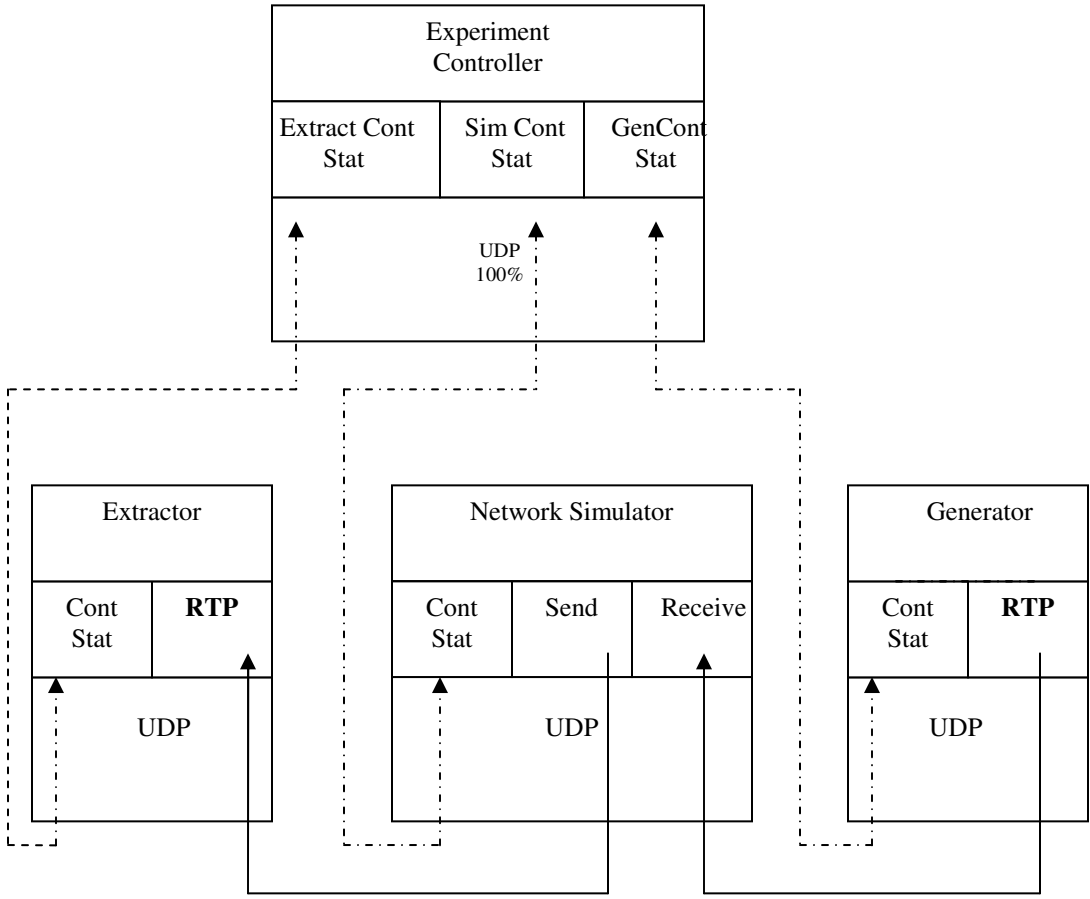 Experiment
Controller
Extract Cont
Stat
Sim Cont
Stat
GenCont
Stat
UDP
100%
Extractor
Cont
Stat
RTP
UDP
Network Simulator
Cont
Stat
Send
Receive
UDP
Generator
Cont
Stat
RTP
UDP